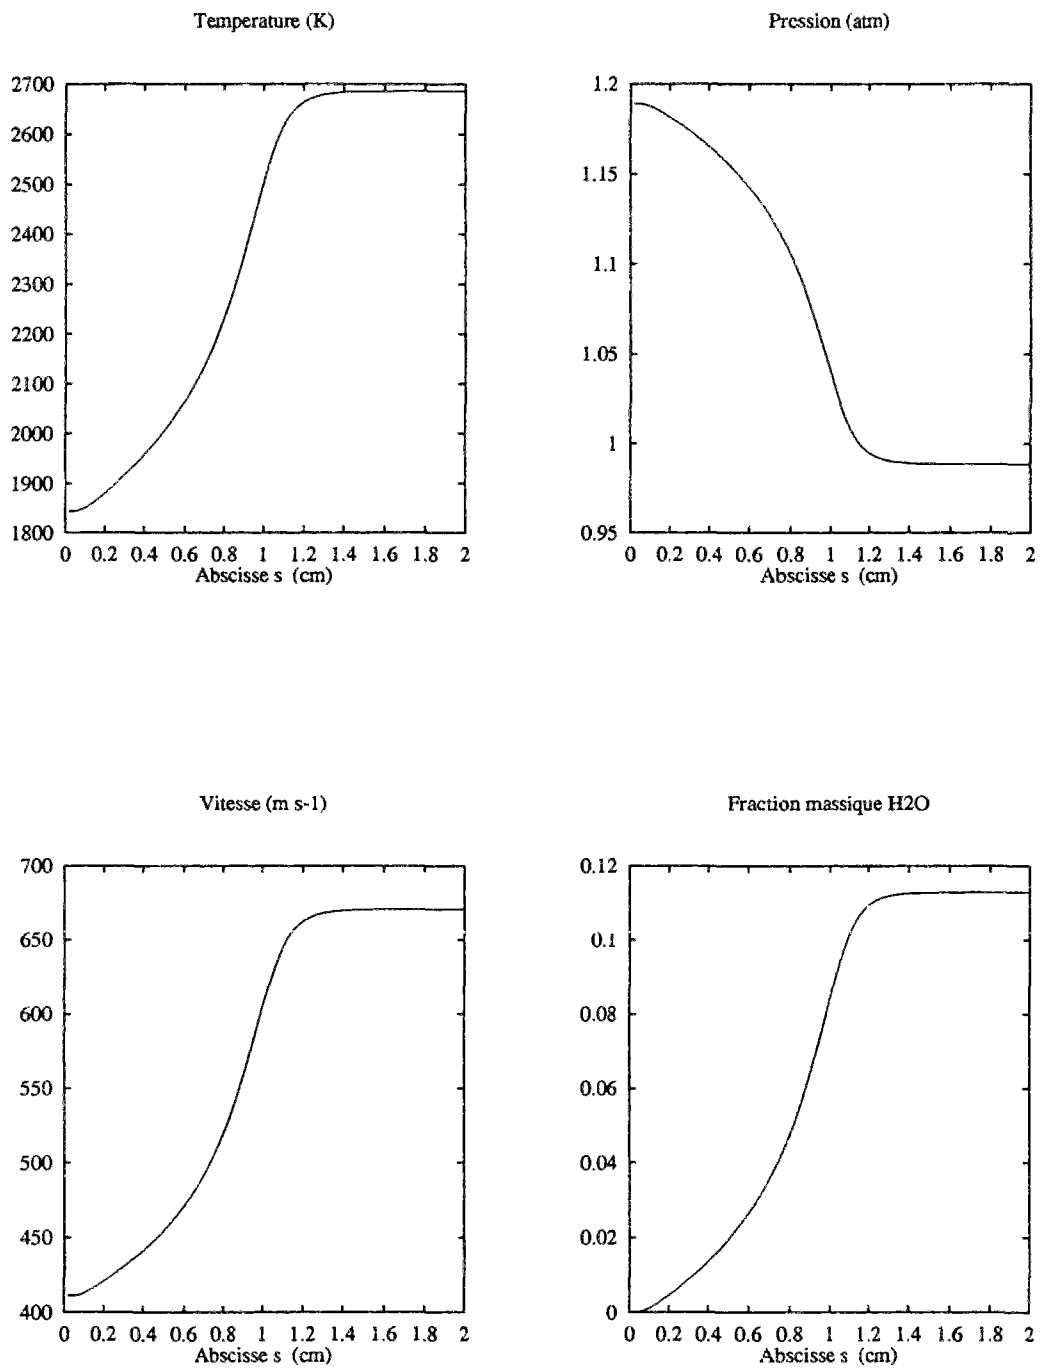 Temperature (K)
2700
2600
2500
2400
2300
2200
2100
2000
1900
1800
0 0.2 0.4 0.6 0.8 1 1.2 1.4 1.6 1.8 2
Abscisse s (cm)
Pression (atm)
1.2
1.15
1.1
1.05
1
0.95
0 0.2 0.4 0.6 0.8 1 1.2 1.4 1.6 1.8 2
Abscisse s (cm)
Vitesse (m s-1)
700
650
600
550
500
450
400
0 0.2 0.4 0.6 0.8 1 1.2 1.4 1.6 1.8 2
Abscisse s (cm)
Fraction massique H2O
0.12
0.1
0.08
0.06
0.04
0.02
0
0 0.2 0.4 0.6 0.8 1 1.2 1.4 1.6 1.8 2
Abscisse s (cm)